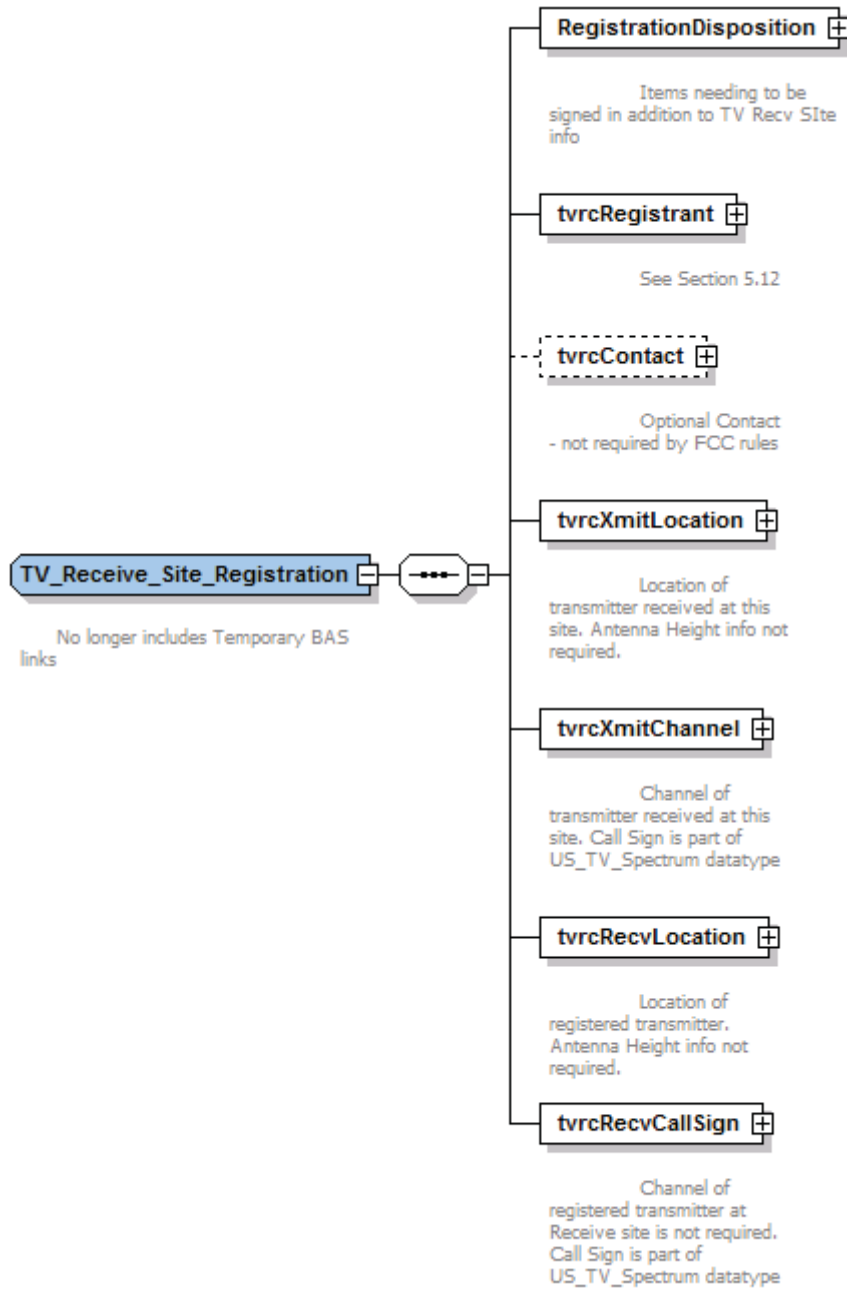 RegistrationDisposition
Items needing to be
signed in addition to TV Recv SIte
info
tvrcRegistrant
See Section 5.12
tvrcContact
Optional Contact
- not required by FCC rules
tvrcXmitLocation
Location of
transmitter received at this
site. Antenna Height info not
required.
TV_Receive_Site_Registration
No longer includes Temporary BAS
links
tvrcXmitChannel
Channel of
transmitter received at this
site. Call Sign is part of
US_TV_Spectrum datatype
tvrcRecvLocation
Location of
registered transmitter.
Antenna Height info not
required.
tvrcRecvCallSign
Channel of
registered transmitter at
Receive site is not required.
Call Sign is part of
US_TV_Spectrum datatype